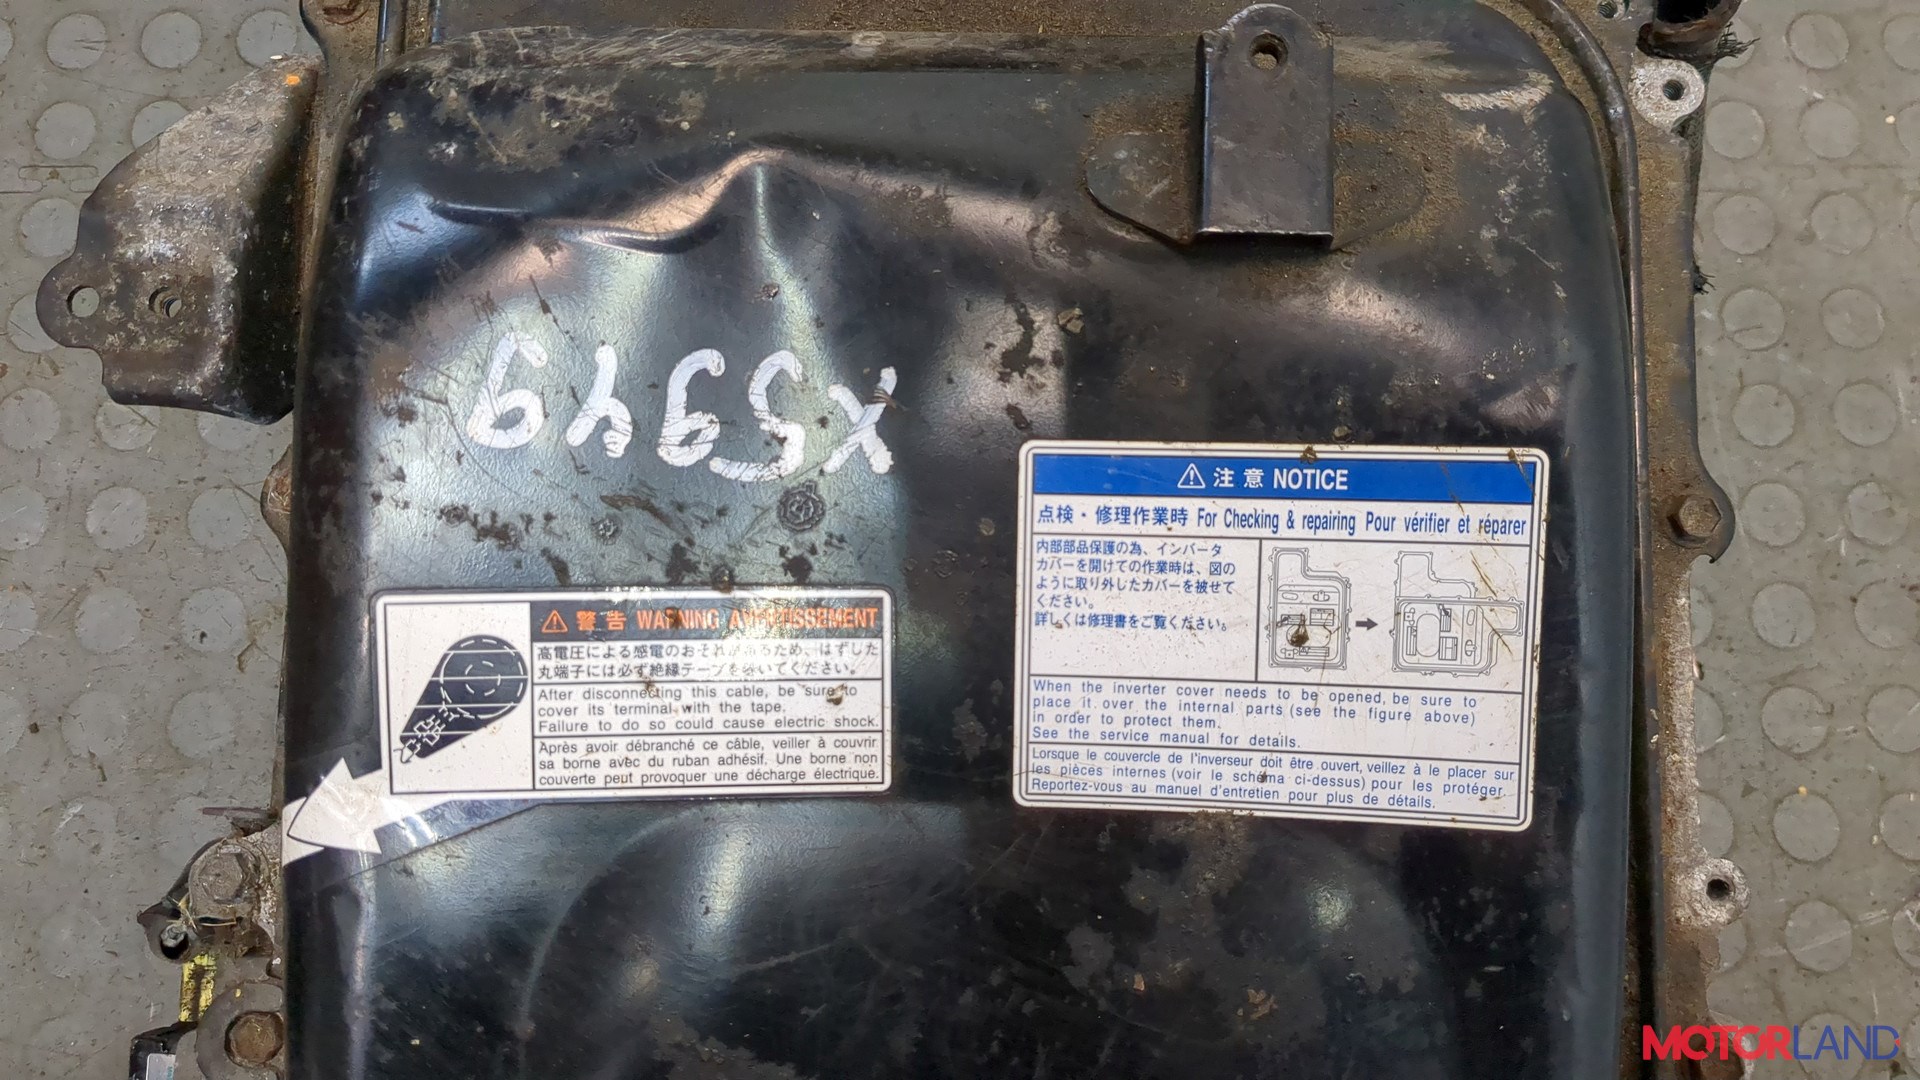 X5949
⚠ 警告 WARNING AVERTISSEMENT
高電圧による感電のおそれがあるため、はずした
丸端子には必ず絶縁テープを巻いてください。
After disconnecting this cable, be sure to
cover its terminal with the tape.
Failure to do so could cause electric shock.
Après avoir débranché ce câble, veiller à couvrir
sa borne avec du ruban adhésif. Une borne non
couverte peut provoquer une décharge électrique.
⚠ 注意 NOTICE
点検・修理作業時 For Checking & repairing Pour vérifier et réparer
内部部品保護の為、インバータ
カバーを開けての作業時は、図の
ように取り外したカバーを被せて
ください。
詳しくは修理書をご覧ください。
When the inverter cover needs to be opened, be sure to
place it over the internal parts (see the figure above)
in order to protect them.
See the service manual for details.
Lorsque le couvercle de l'inverseur doit être ouvert, veillez à le placer sur
les pièces internes (voir le schéma ci-dessus) pour les protéger.
Reportez-vous au manuel d'entretien pour plus de détails.
MOTORLAND